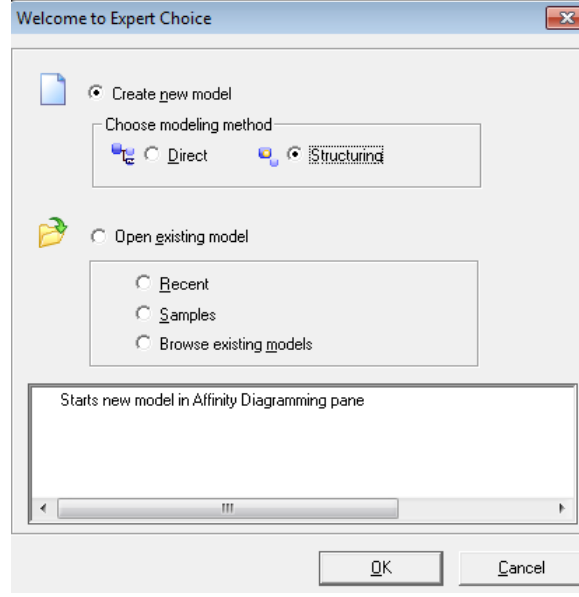 Welcome to Expert Choice
Create new model
Choose modeling method
Direct
Structuring
Open existing model
Recent
Samples
Browse existing models
Starts new model in Affinity Diagramming pane
OK
Cancel